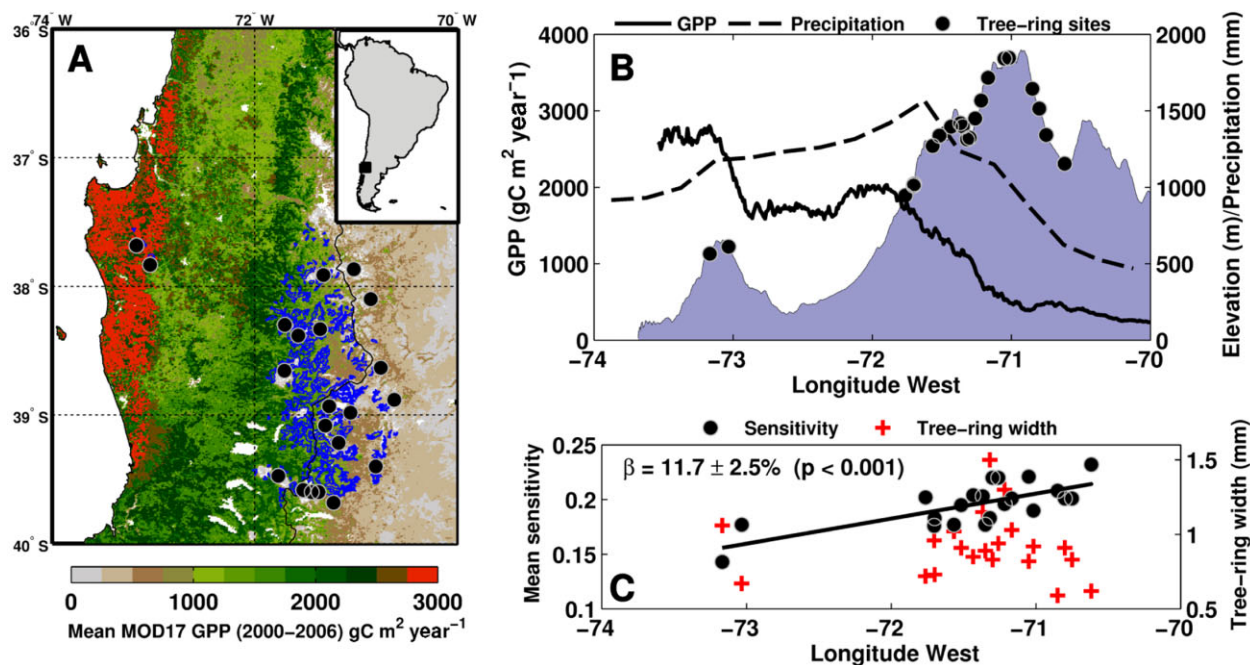 −74 −72 −70 W
36° S
A
37° S
38° S
39° S
40° S
0 1000 2000 3000
Mean MOD17 GPP (2000−2006) gC m² year⁻¹
GPP Precipitation Tree−ring sites
B
GPP (gC m² year⁻¹)
4000
3000
2000
1000
0
2000
1500
1000
500
0
Elevation (m)/Precipitation (mm)
−74 −73 −72 −71 −70
Longitude West
Sensitivity Tree−ring width
β = 11.7 ± 2.5% (p < 0.001)
C
Mean sensitivity
0.25
0.2
0.15
0.1
1.5
1
0.5
Tree−ring width (mm)
−74 −73 −72 −71 −70
Longitude West